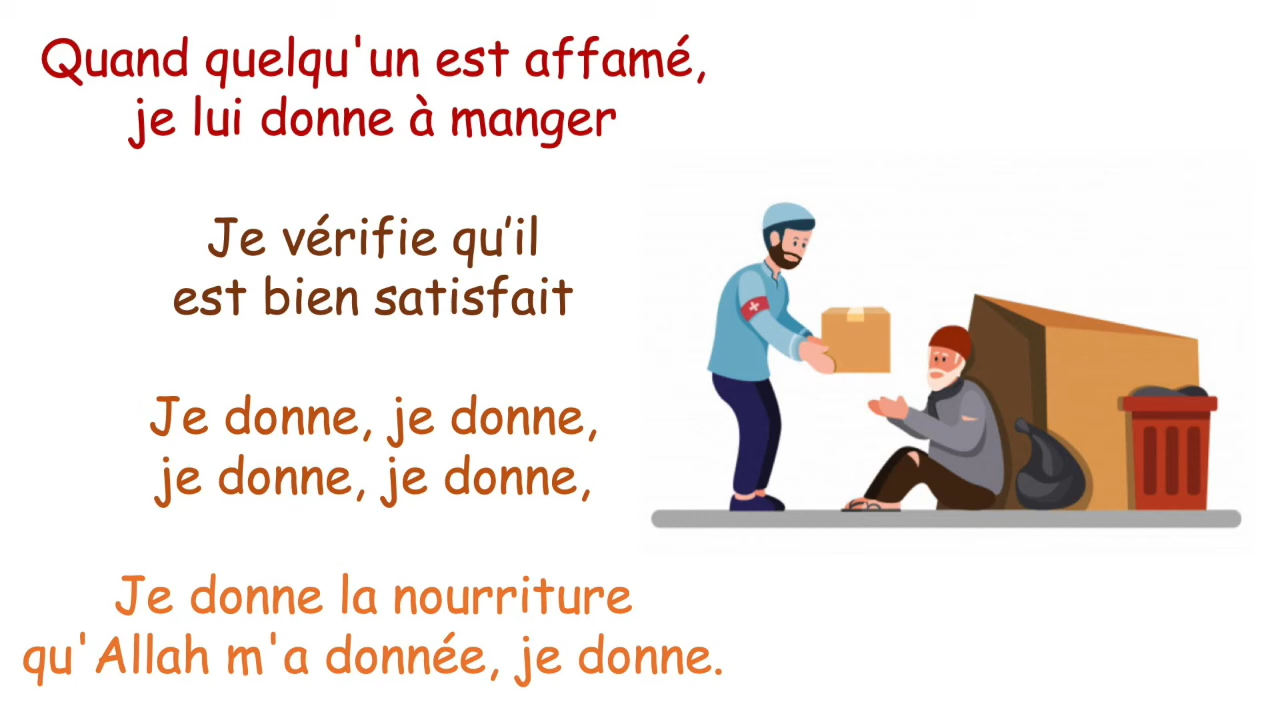 Quand quelqu'un est affamé,
je lui donne à manger
Je vérifie qu’il
est bien satisfait
Je donne, je donne,
je donne, je donne,
Je donne la nourriture
qu'Allah m'a donnée, je donne.